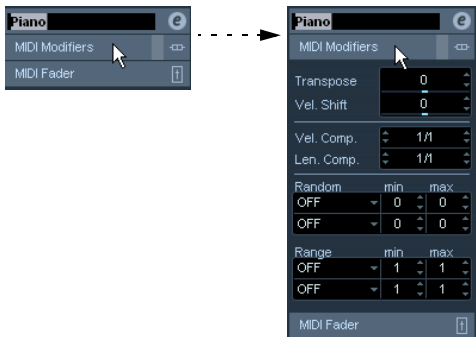 Piano
MIDI Modifiers
MIDI Fader
Piano
MIDI Modifiers
Transpose 0
Vel. Shift 0
Vel. Comp. 1/1
Len. Comp. 1/1
Random min max
OFF 0 0
OFF 0 0
Range min max
OFF 1 1
OFF 1 1
MIDI Fader